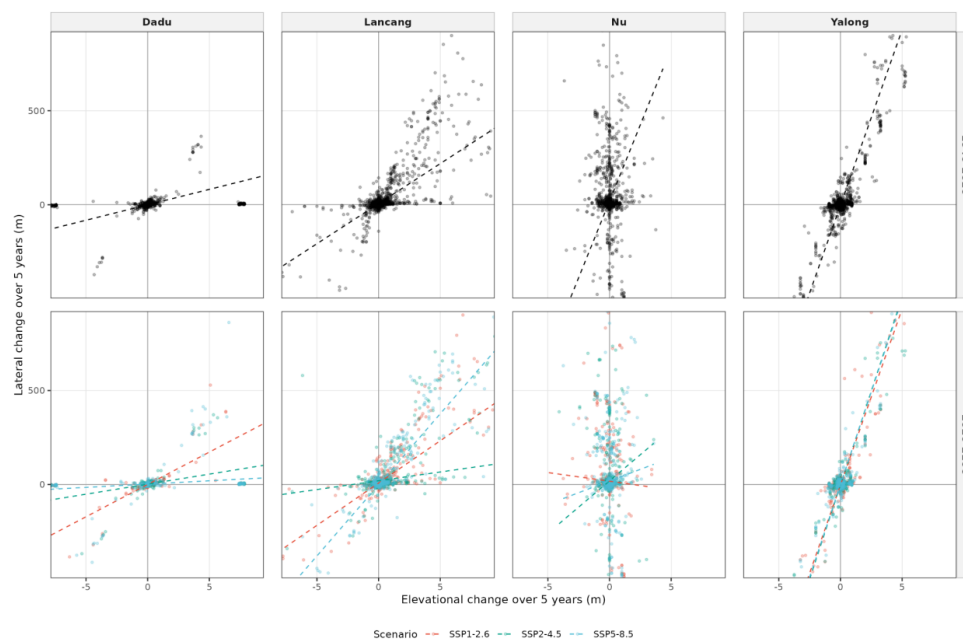 Dadu Lancang Nu Yalong
500
0
500
0
-5 0 5 -5 0 5 -5 0 5 -5 0 5
Lateral change over 5 years (m)
Elevational change over 5 years (m)
Scenario SSP1-2.6 SSP2-4.5 SSP5-8.5